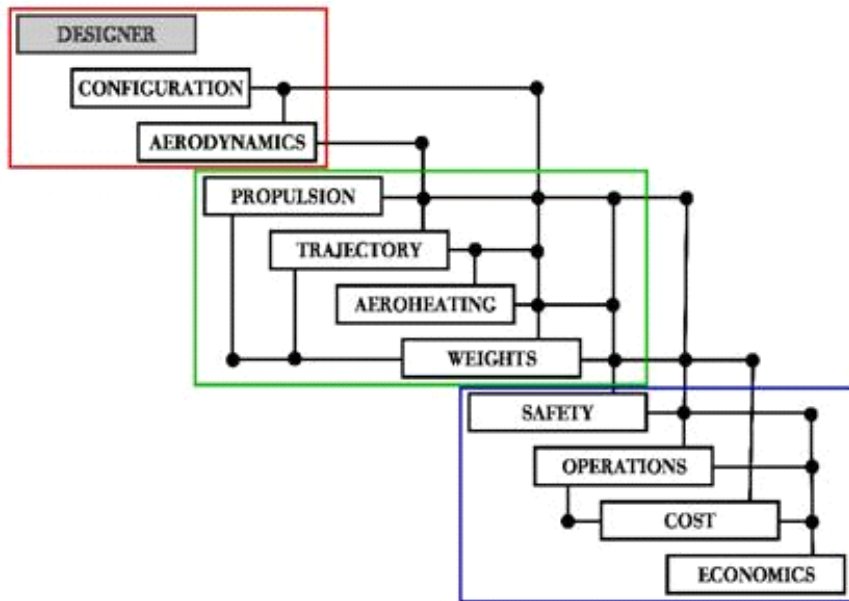 DESIGNER
CONFIGURATION
AERODYNAMICS
PROPULSION
TRAJECTORY
AEROHEATING
WEIGHTS
SAFETY
OPERATIONS
COST
ECONOMICS